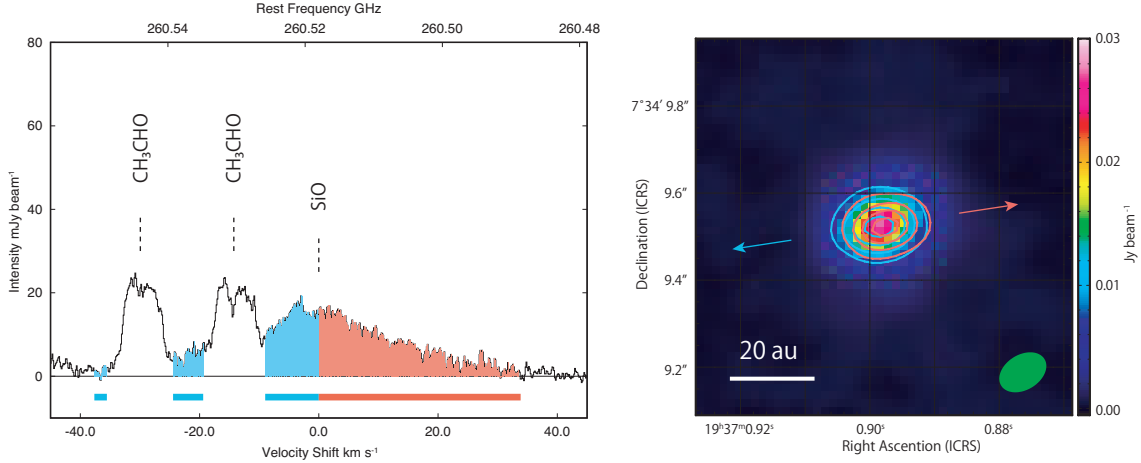 Rest Frequency GHz
260.54 260.52 260.50 260.48
80
60
40
20
0
Intensity mJy beam⁻¹
CH₃CHO
CH₃CHO
SiO
-40.0 -20.0 0.0 20.0 40.0
Velocity Shift km s⁻¹
7°34′ 9.8″
9.6″
9.4″
9.2″
Declination (ICRS)
20 au
19ʰ37ᵐ0.92ˢ 0.90ˢ 0.88ˢ
Right Ascention (ICRS)
0.03
0.02
0.01
0.00
Jy beam⁻¹